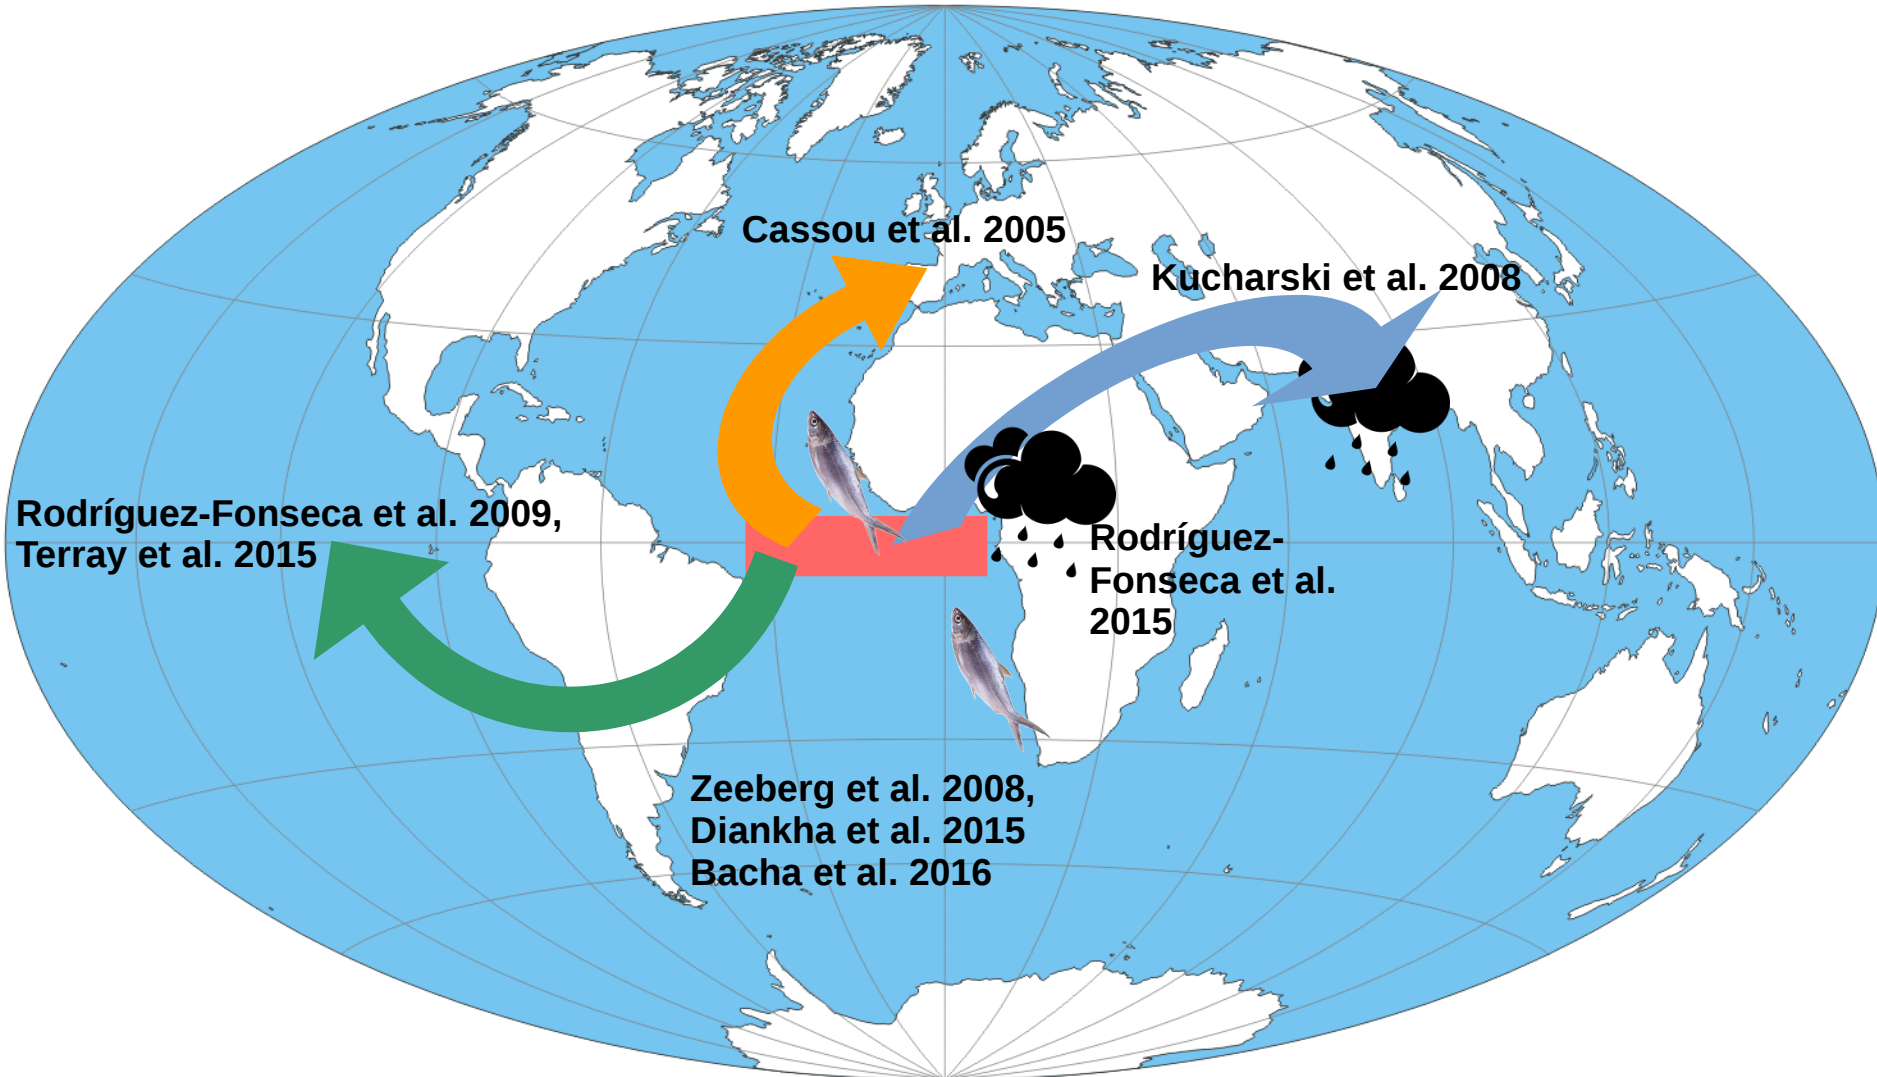 Cassou et al. 2005
Kucharski et al. 2008
Rodríguez-Fonseca et al. 2009,
Terray et al. 2015
Rodríguez-
Fonseca et al.
2015
Zeeberg et al. 2008,
Diankha et al. 2015
Bacha et al. 2016